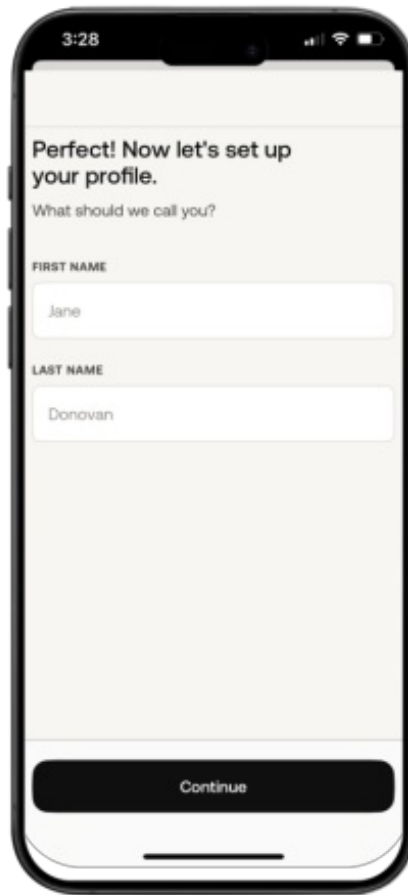 3:28
Perfect! Now let's set up
your profile.
What should we call you?
FIRST NAME
Jane
LAST NAME
Donovan
Continue